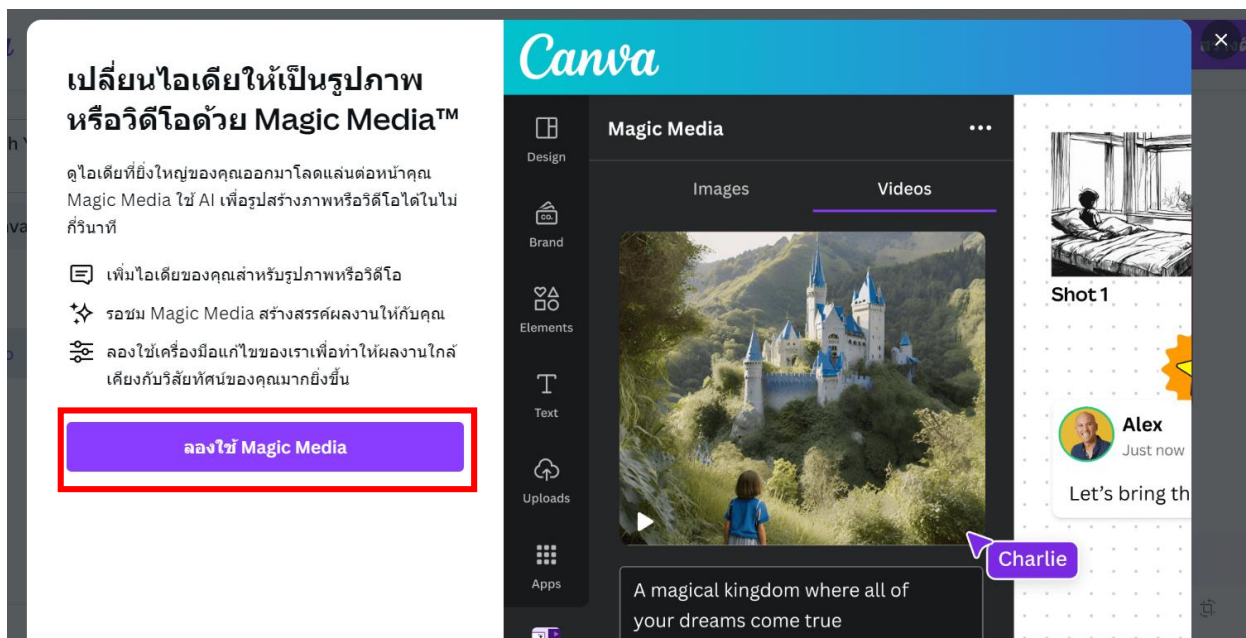 เปลี่ยนไอเดียให้เป็นรูปภาพ
หรือวิดีโอด้วย Magic Media™
ดูไอเดียที่ยิ่งใหญ่ของคุณออกมาโลดแล่นต่อหน้าคุณ
Magic Media ใช้ AI เพื่อรูปสร้างภาพหรือวิดีโอได้ในไม่
กี่วินาที
เพิ่มไอเดียของคุณสำหรับรูปภาพหรือวิดีโอ
รอชม Magic Media สร้างสรรค์ผลงานให้กับคุณ
ลองใช้เครื่องมือแก้ไขของเราเพื่อทำให้ผลงานใกล้
เคียงกับวิสัยทัศน์ของคุณมากยิ่งขึ้น
ลองใช้ Magic Media
Canva
Design
Brand
Elements
Text
Uploads
Apps
Magic Media
Images
Videos
A magical kingdom where all of
your dreams come true
Charlie
Shot 1
Alex
Just now
Let's bring th